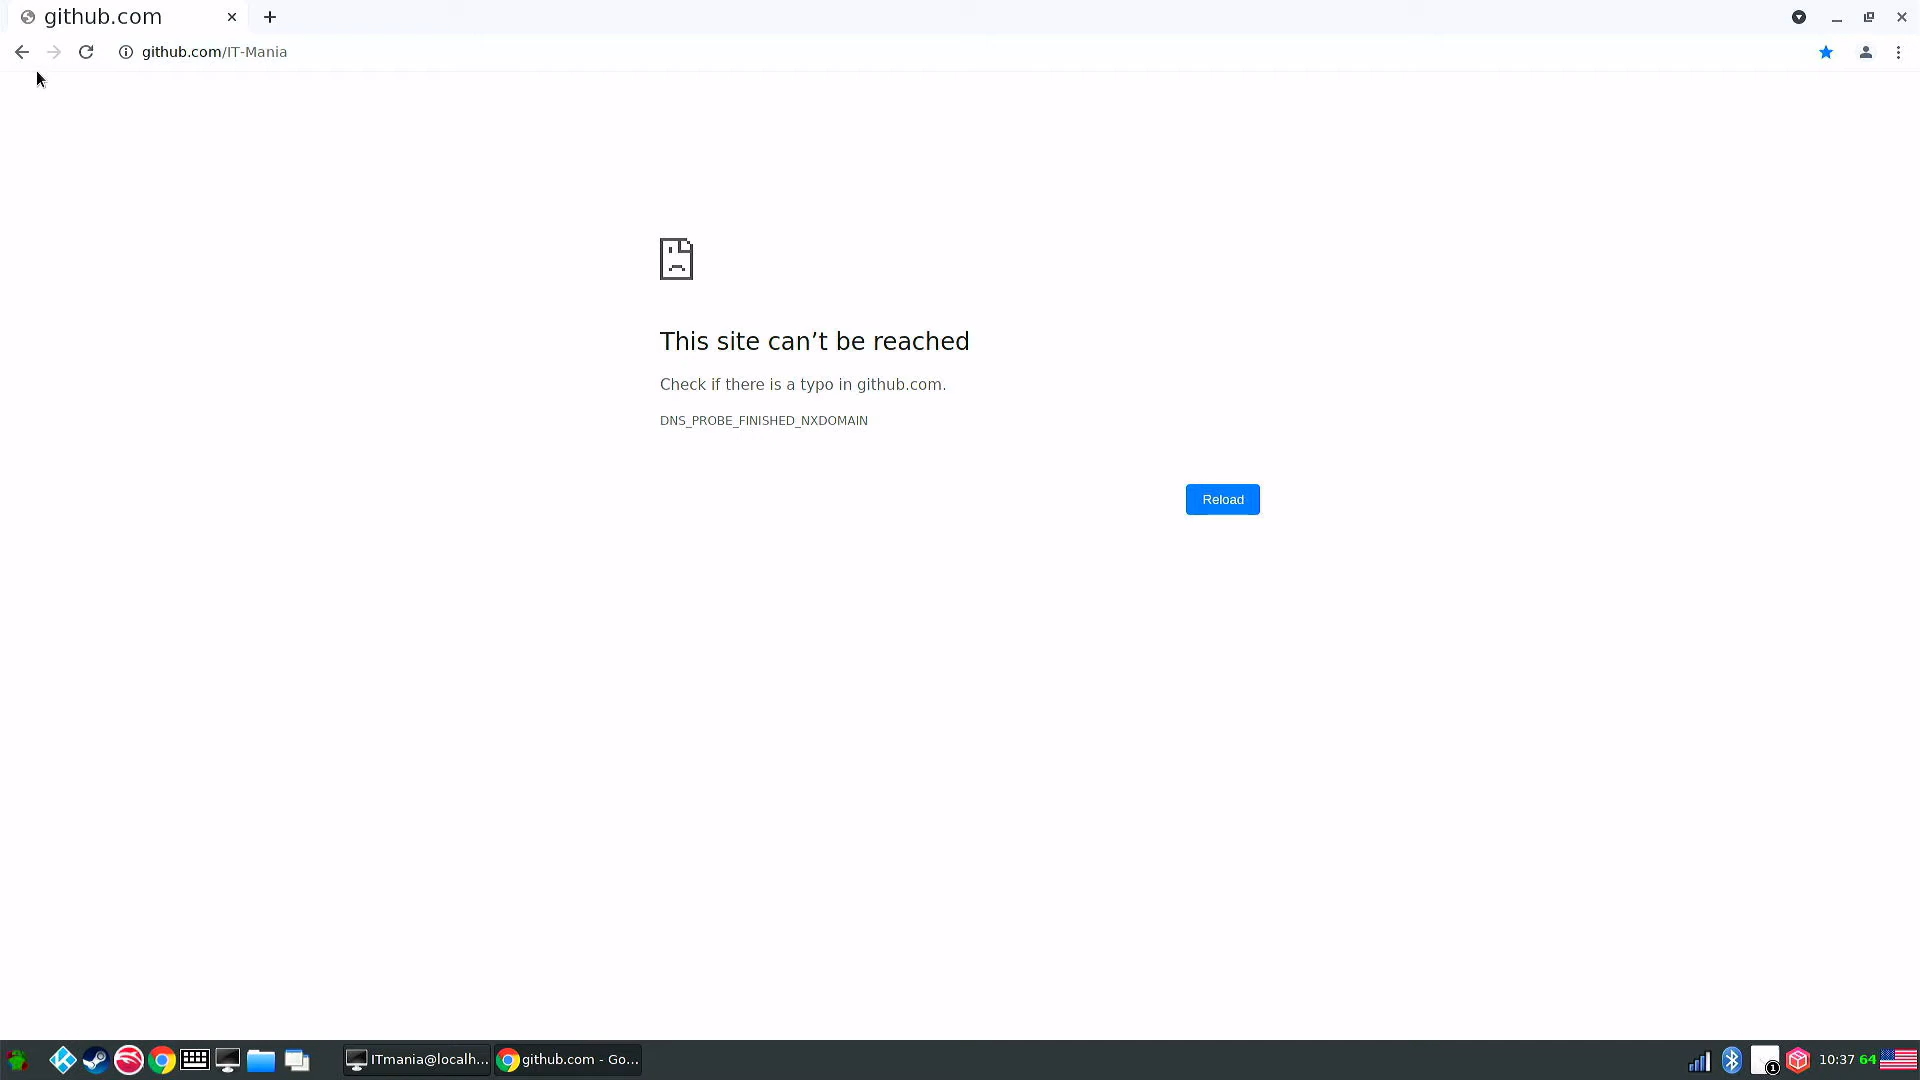 github.com
github.com/IT-Mania
This site can’t be reached
Check if there is a typo in github.com.
DNS_PROBE_FINISHED_NXDOMAIN
Reload
ITmania@localh...
github.com - Go...
1
10:37 64